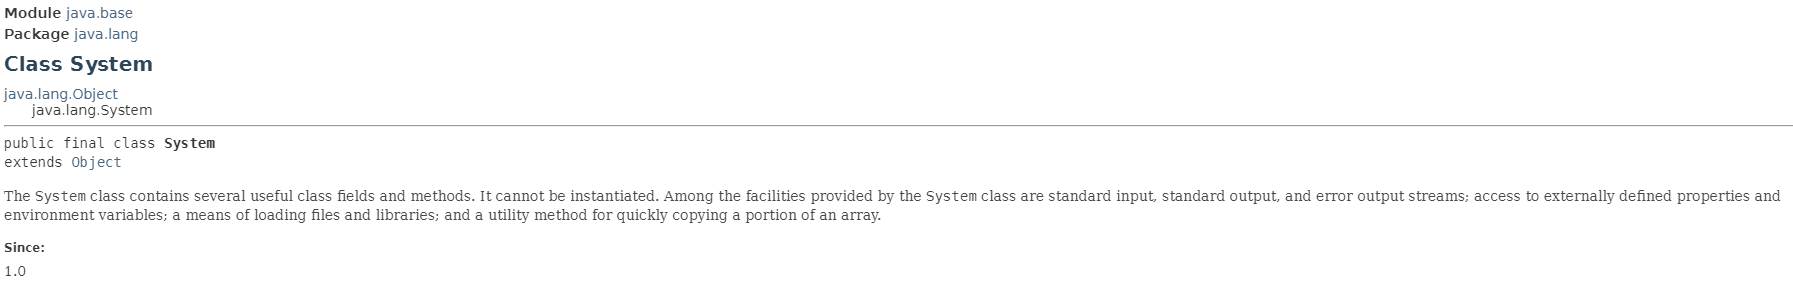 Module java.base
Package java.lang
Class System
java.lang.Object
java.lang.System
public final class System
extends Object
The System class contains several useful class fields and methods. It cannot be instantiated. Among the facilities provided by the System class are standard input, standard output, and error output streams; access to externally defined properties and
environment variables; a means of loading files and libraries; and a utility method for quickly copying a portion of an array.
Since:
1.0